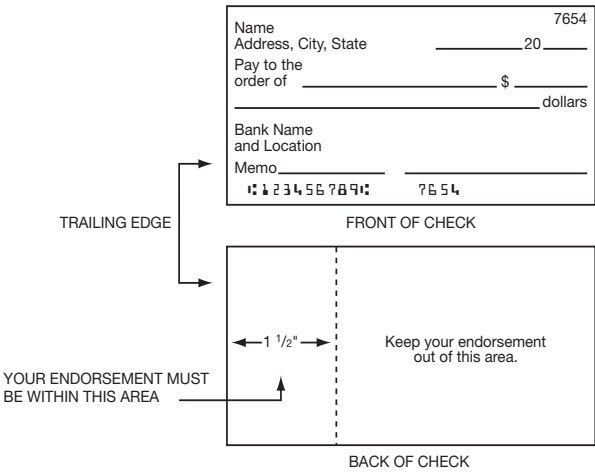 7654
Name
Address, City, State 20
Pay to the
order of $
dollars
Bank Name
and Location
Memo
⑆123456789⑆ 7654
TRAILING EDGE
FRONT OF CHECK
1 1/2"
Keep your endorsement
out of this area.
YOUR ENDORSEMENT MUST
BE WITHIN THIS AREA
BACK OF CHECK